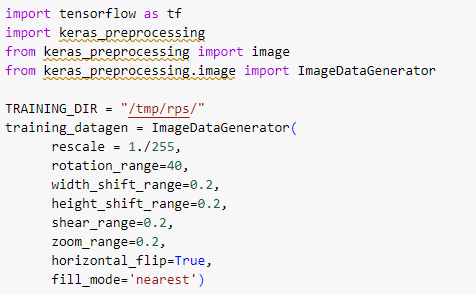 import tensorflow as tf
import keras_preprocessing
from keras_preprocessing import image
from keras_preprocessing.image import ImageDataGenerator

TRAINING_DIR = "/tmp/rps/"
training_datagen = ImageDataGenerator(
      rescale = 1./255,
      rotation_range=40,
      width_shift_range=0.2,
      height_shift_range=0.2,
      shear_range=0.2,
      zoom_range=0.2,
      horizontal_flip=True,
      fill_mode='nearest')